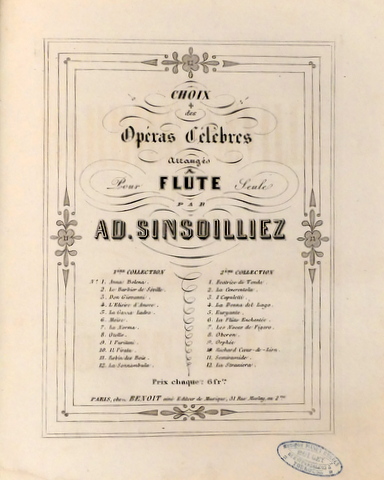 CHOIX
des
Opéras Célèbres
Arrangés
Pour FLUTE Seule
PAR
AD. SINSOILLIEZ
1ère COLLECTION
N° 1. Anna Bolena.
2. Le Barbier de Séville.
3. Don Giovanni.
4. L'Elisire d'Amore.
5. La Gazza Ladra.
6. Moïse.
7. La Norma.
8. Otello.
9. I Puritani.
10. Il Pirata.
11. Robin des Bois.
12. La Sonnambula.
2ème COLLECTION
1. Beatrice di Tenda.
2. La Cenerentola.
3. I Capuletti.
4. La Donna del Lago.
5. Euryante.
6. La Flûte Enchantée.
7. Les Noces de Figaro.
8. Oberon.
9. Orphée.
10. Richard Cœur-de-Lion.
11. Semiramide.
12. La Straniera.
Prix chaque: 6 frs
PARIS, chez BENOIT aîné Editeur de Musique, 31 Rue Meslay, au 2me